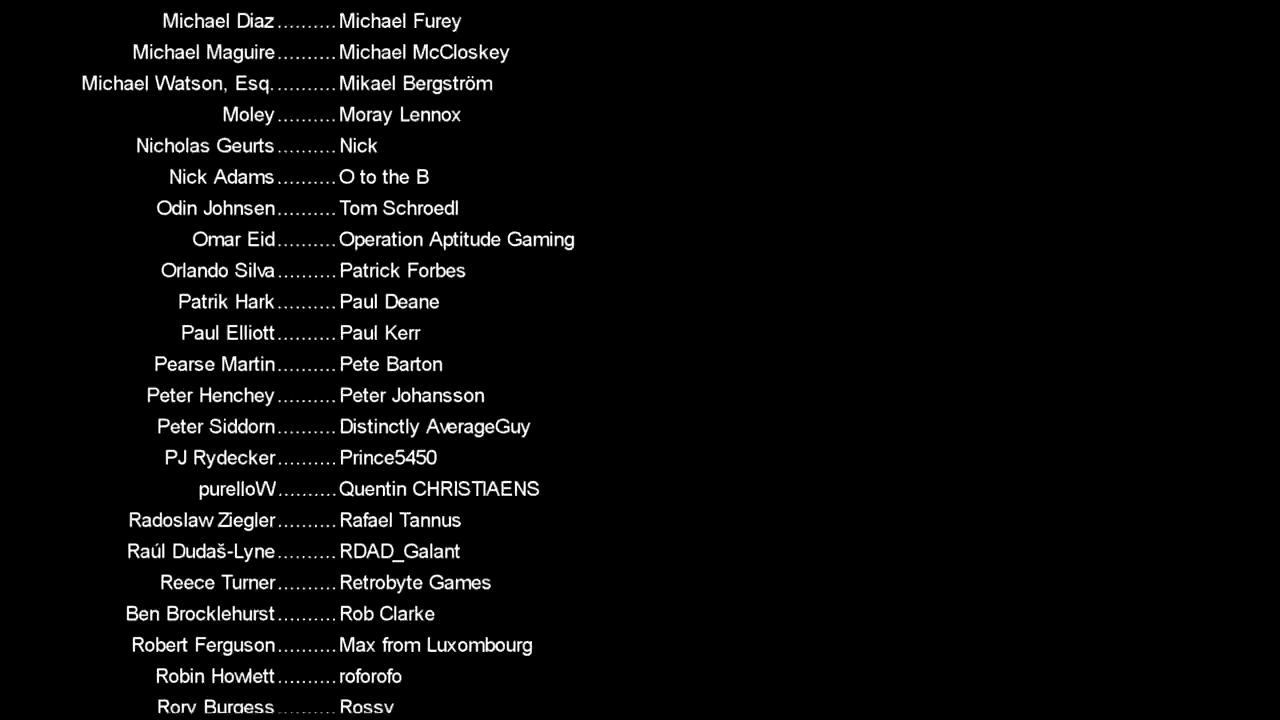 Michael Diaz..........Michael Furey
Michael Maguire..........Michael McCloskey
Michael Watson, Esq...........Mikael Bergström
Moley..........Moray Lennox
Nicholas Geurts..........Nick
Nick Adams..........O to the B
Odin Johnsen..........Tom Schroedl
Omar Eid..........Operation Aptitude Gaming
Orlando Silva..........Patrick Forbes
Patrik Hark..........Paul Deane
Paul Elliott..........Paul Kerr
Pearse Martin..........Pete Barton
Peter Henchey..........Peter Johansson
Peter Siddorn..........Distinctly AverageGuy
PJ Rydecker..........Prince5450
purelloW..........Quentin CHRISTIAENS
Radoslaw Ziegler..........Rafael Tannus
Raúl Dudaš-Lyne..........RDAD_Galant
Reece Turner..........Retrobyte Games
Ben Brocklehurst..........Rob Clarke
Robert Ferguson..........Max from Luxombourg
Robin Howlett..........roforofo
Rory Burgess..........Rossy